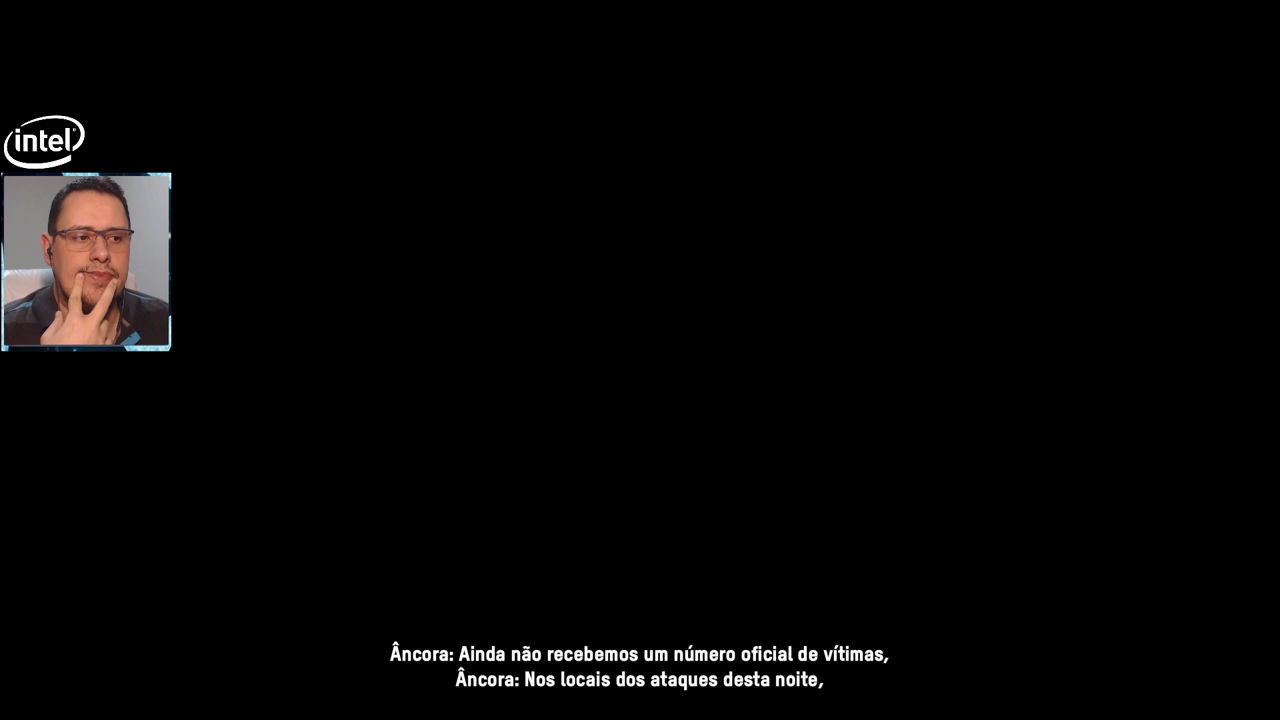 intel
Âncora: Ainda não recebemos um número oficial de vítimas,
Âncora: Nos locais dos ataques desta noite,